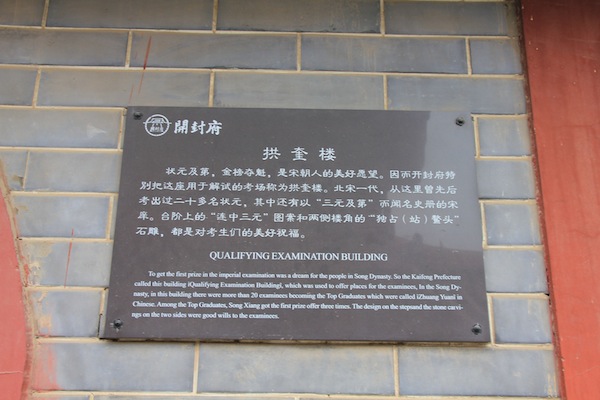 開封府
拱奎楼
状元及第，金榜夺魁，是宋朝人的美好愿望。因而开封府特
别把这座用于解试的考场称为拱奎楼。北宋一代，从这里曾先后
考出过二十多名状元，其中还有以“三元及第”而闻名史册的宋
庠。台阶上的“连中三元”图案和两侧楼角的“独占（站）鳌头”
石雕，都是对考生们的美好祝福。
QUALIFYING EXAMINATION BUILDING
To get the first prize in the imperial examination was a dream for the people in Song Dynasty. So the Kaifeng Prefecture
called this building iQualifying Examination Buildingi, which was used to offer places for the examinees, In the Song Dy-
nasty, in this building there were more than 20 examinees becoming the Top Graduates which were called iZhuang Yuani in
Chinese. Among the Top Graduates, Song Xiang got the first prize offer three times. The design on the stepsand the stone carvi-
ngs on the two sides were good wills to the examinees.